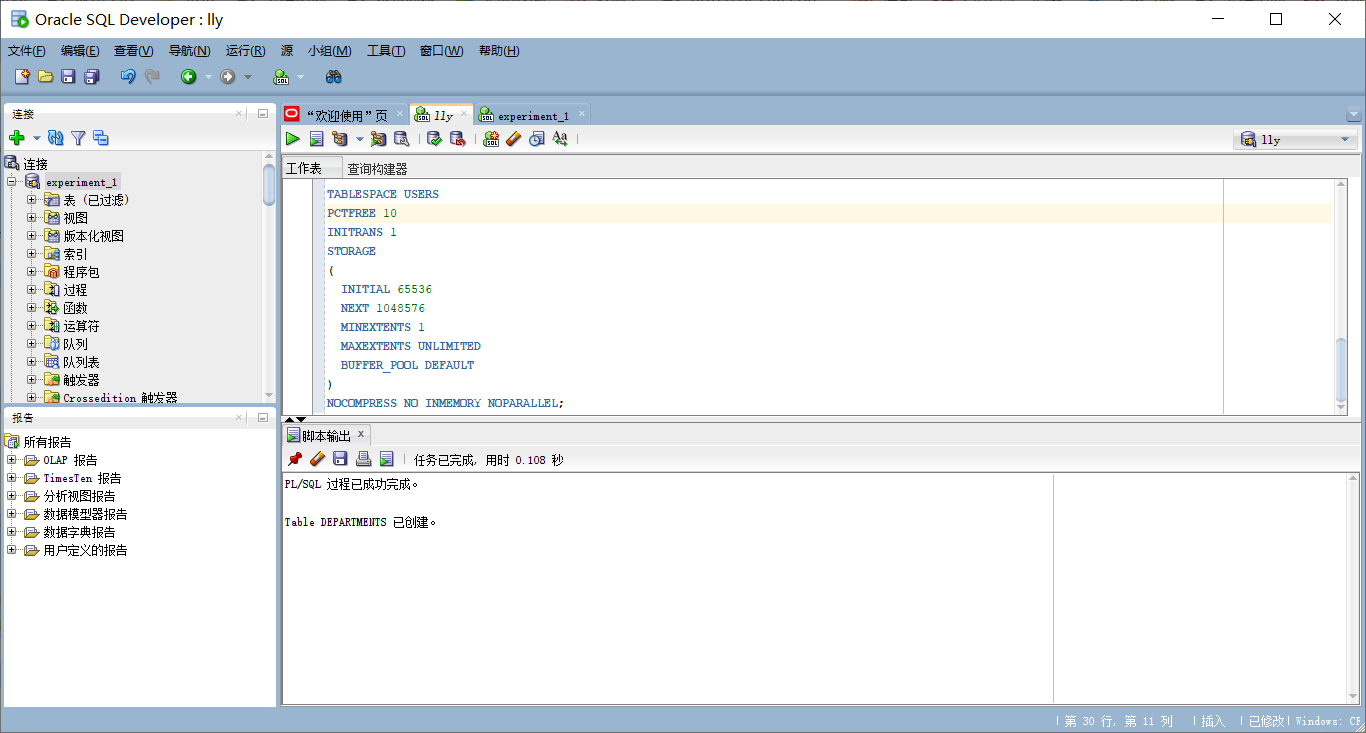 Oracle SQL Developer : lly
文件(F) 编辑(E) 查看(V) 导航(N) 运行(R) 源 小组(M) 工具(T) 窗口(W) 帮助(H)
连接
连接
experiment_1
表 (已过滤)
视图
版本化视图
索引
程序包
过程
函数
运算符
队列
队列表
触发器
Crossedition 触发器
报告
所有报告
OLAP 报告
TimesTen 报告
分析视图报告
数据模型器报告
数据字典报告
用户定义的报告
“欢迎使用”页 lly experiment_1
lly
工作表 查询构建器
TABLESPACE USERS
PCTFREE 10
INITRANS 1
STORAGE
(
INITIAL 65536
NEXT 1048576
MINEXTENTS 1
MAXEXTENTS UNLIMITED
BUFFER_POOL DEFAULT
)
NOCOMPRESS NO INMEMORY NOPARALLEL;
脚本输出 x
任务已完成, 用时 0.108 秒
PL/SQL 过程已成功完成。
Table DEPARTMENTS 已创建。
第 30 行, 第 11 列 | 插入 | 已修改 | Windows: CF